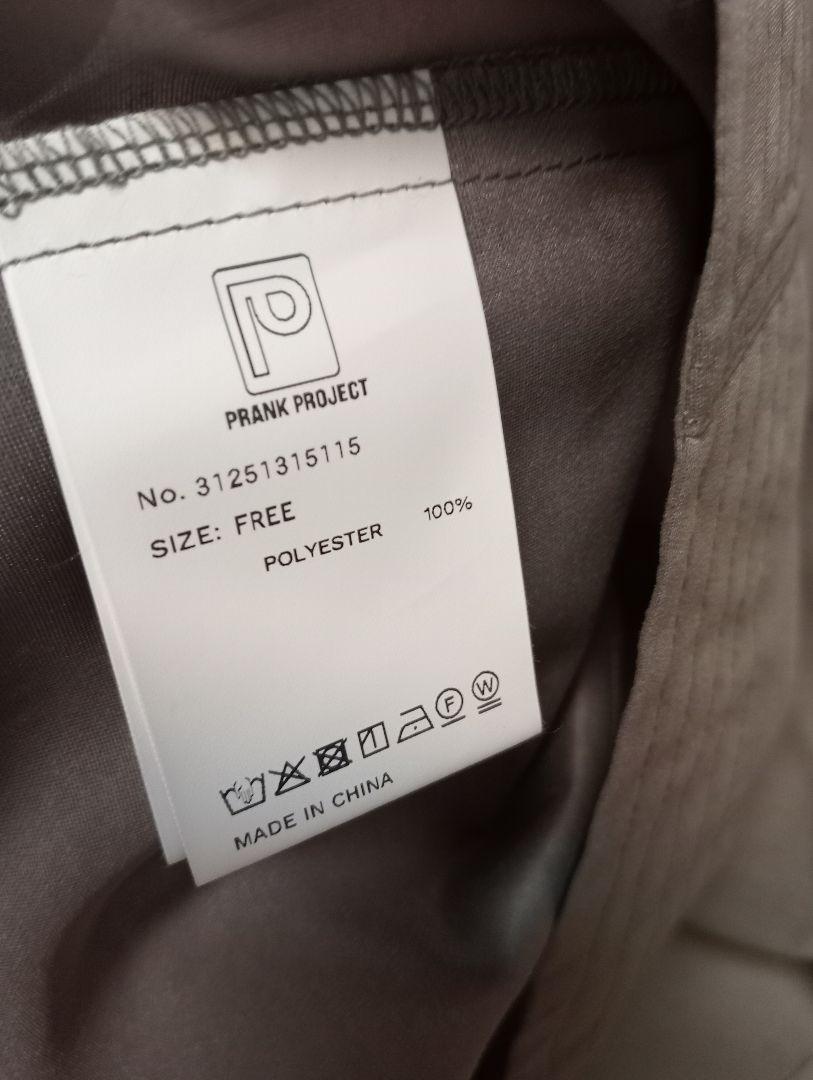 PRANK PROJECT
No. 31251315115
SIZE: FREE
POLYESTER 100%
F W
MADE IN CHINA